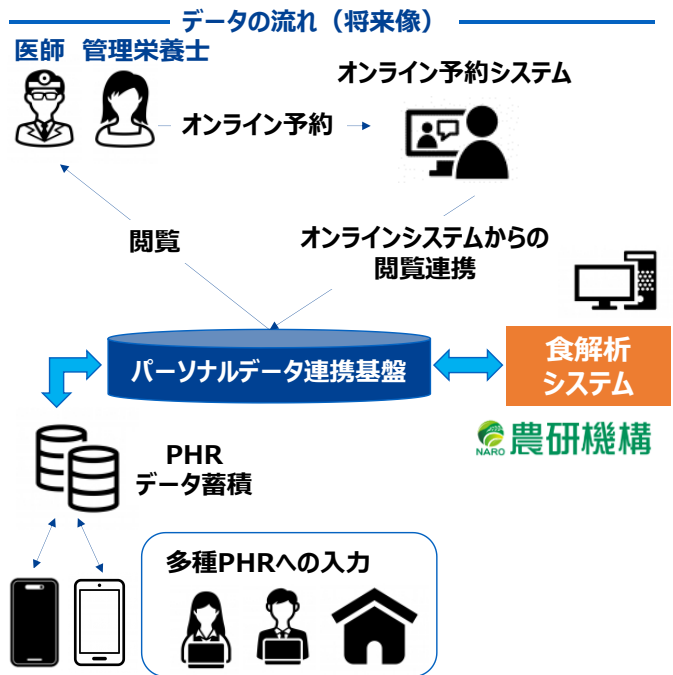 データの流れ（将来像）
医師 管理栄養士
オンライン予約システム
オンライン予約
閲覧
オンラインシステムからの
閲覧連携
パーソナルデータ連携基盤
食解析
システム
NARO 農研機構
PHR
データ蓄積
多種PHRへの入力